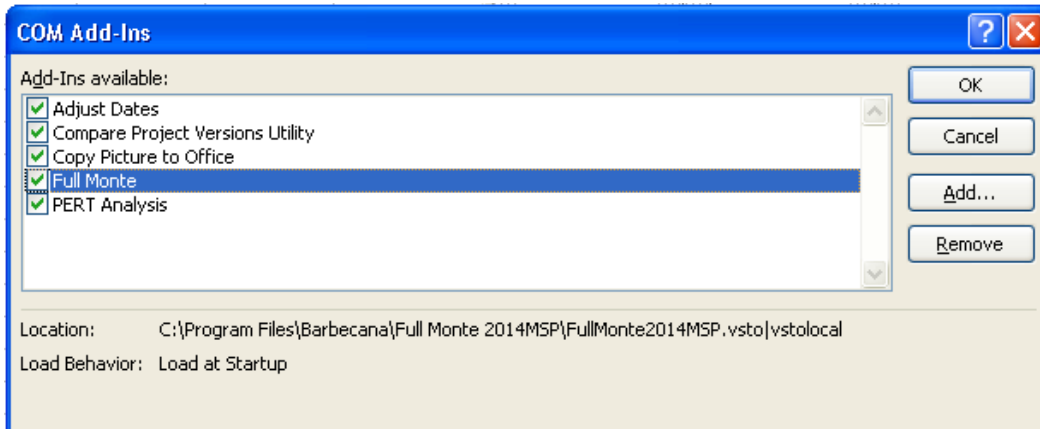 COM Add-Ins
Add-Ins available:
OK
Adjust Dates
Compare Project Versions Utility
Cancel
Copy Picture to Office
Full Monte
Add...
PERT Analysis
Remove
Location: C:\Program Files\Barbecana\Full Monte 2014MSP\FullMonte2014MSP.vsto|vstolocal
Load Behavior: Load at Startup